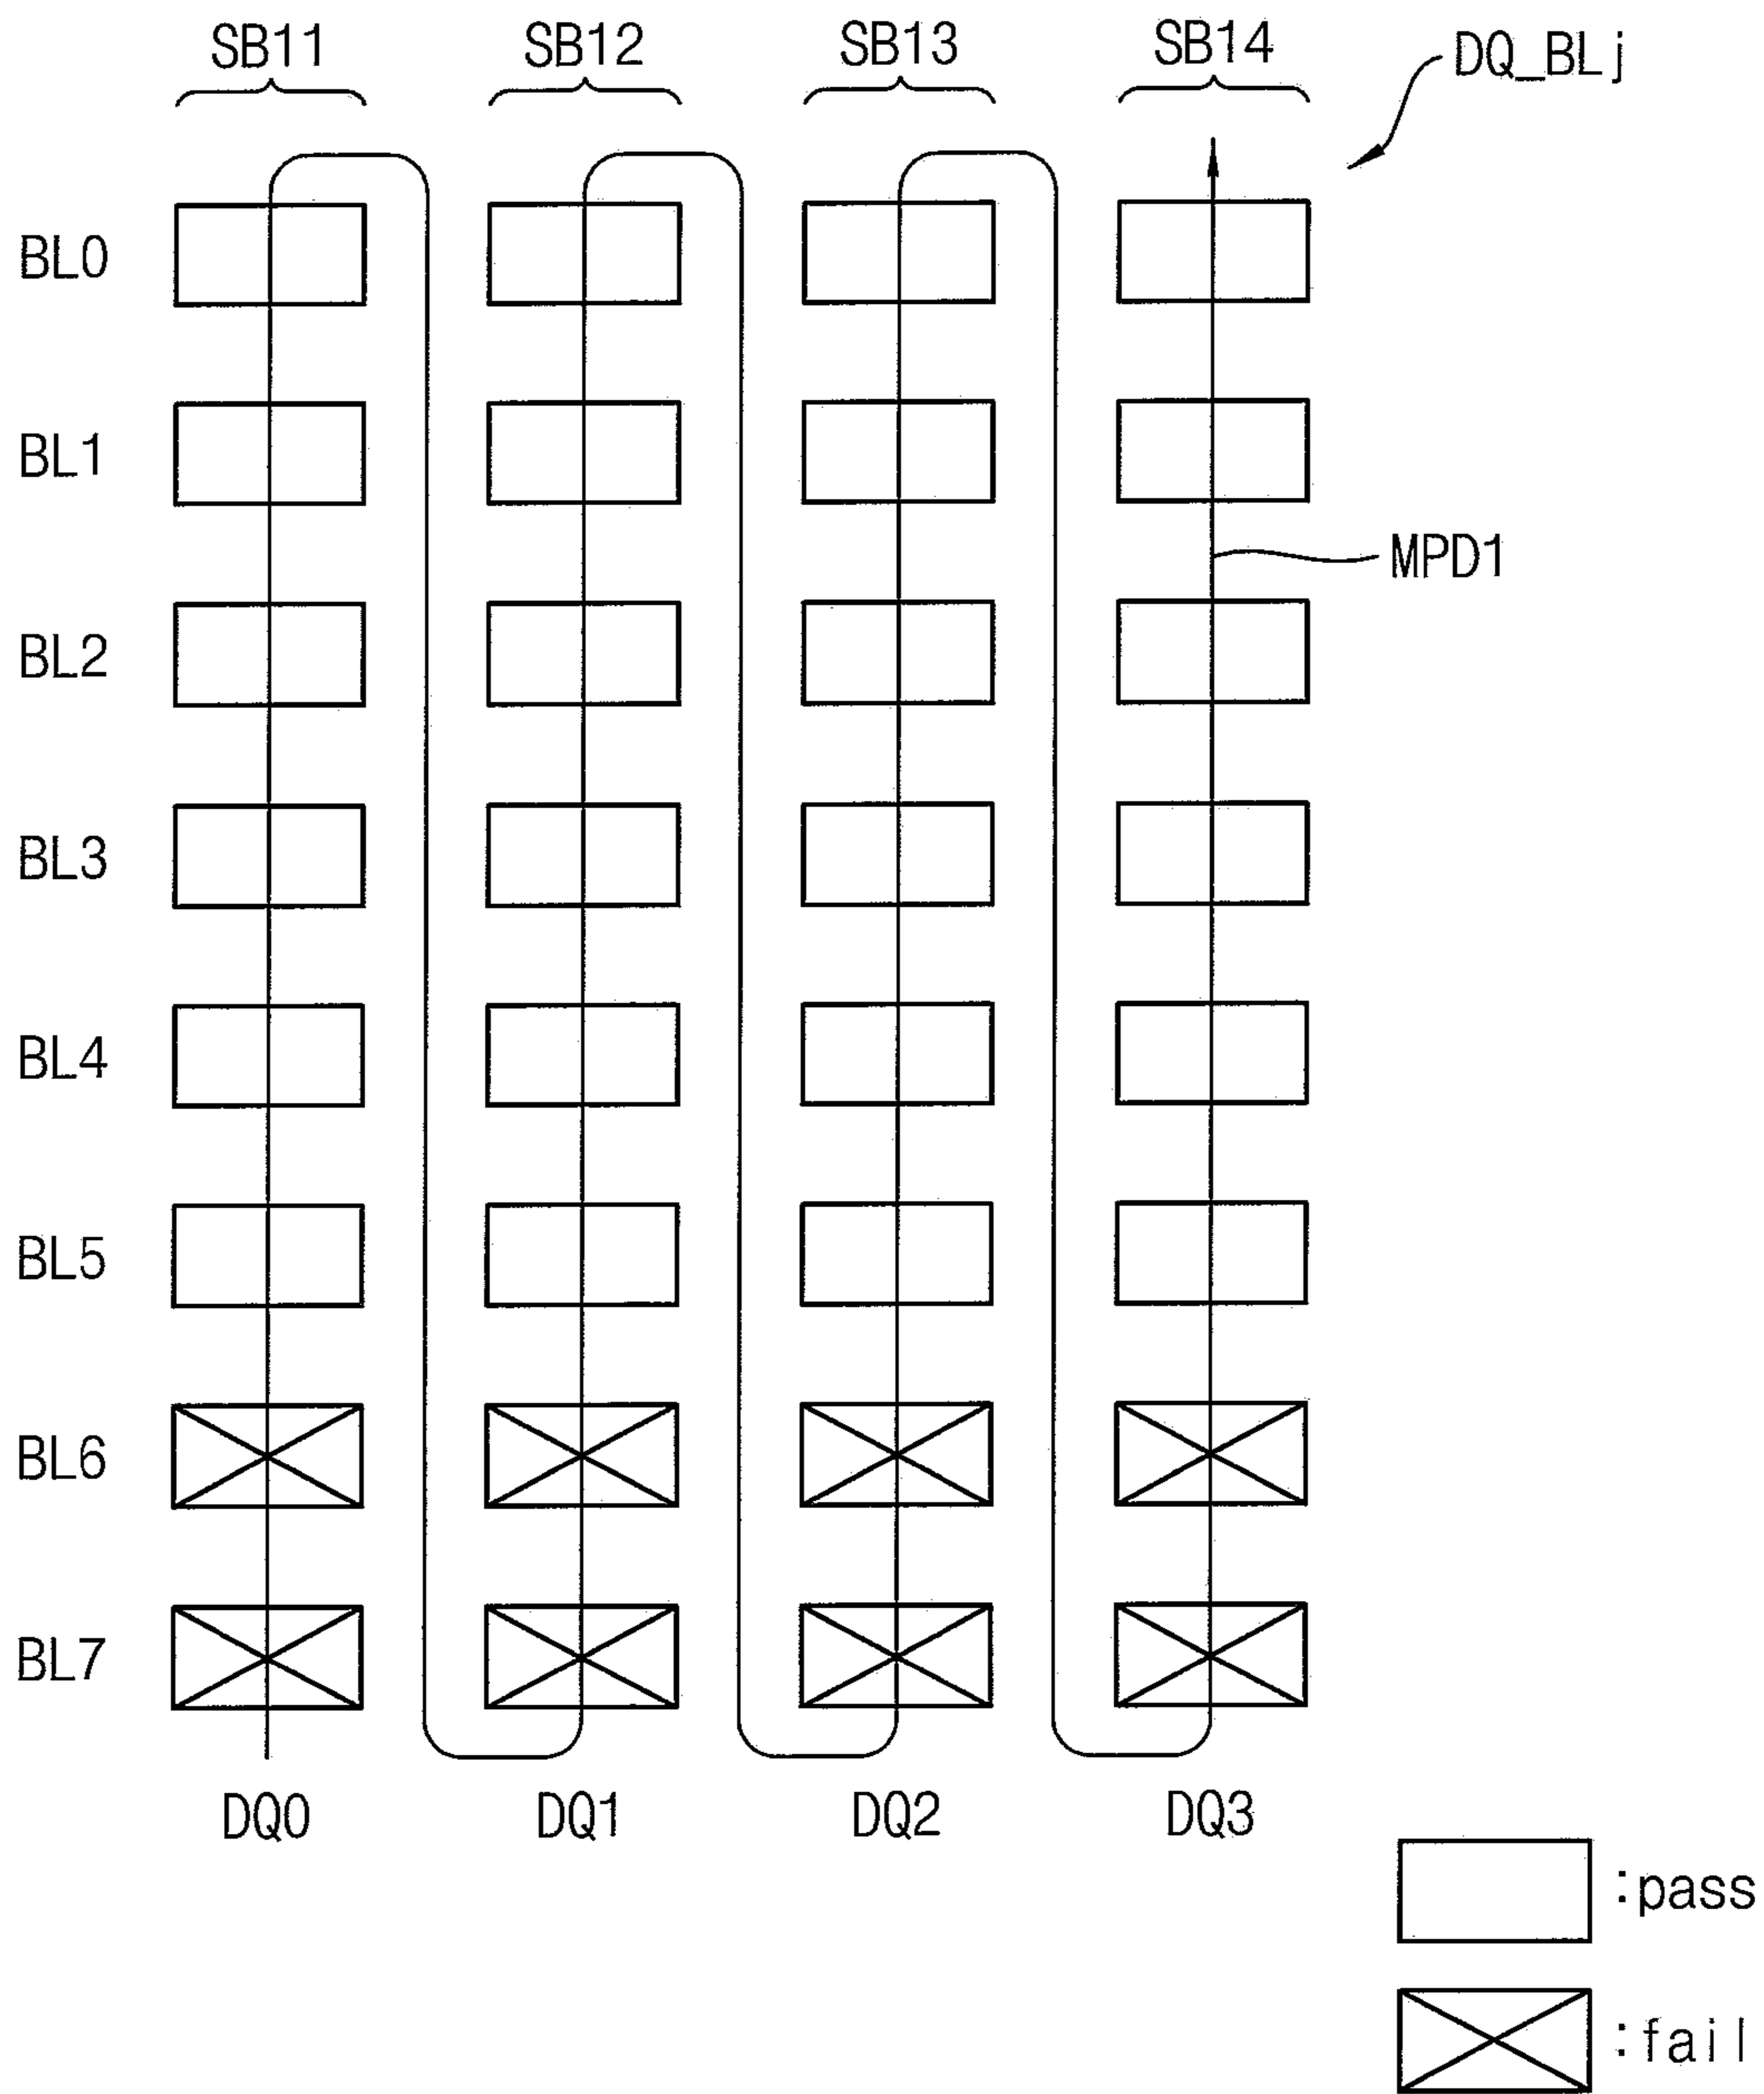 SB11 SB12 SB13 SB14 DQ_BLj
BL0
BL1
MPD1
BL2
BL3
BL4
BL5
BL6
BL7
DQ0 DQ1 DQ2 DQ3
:pass
:fail